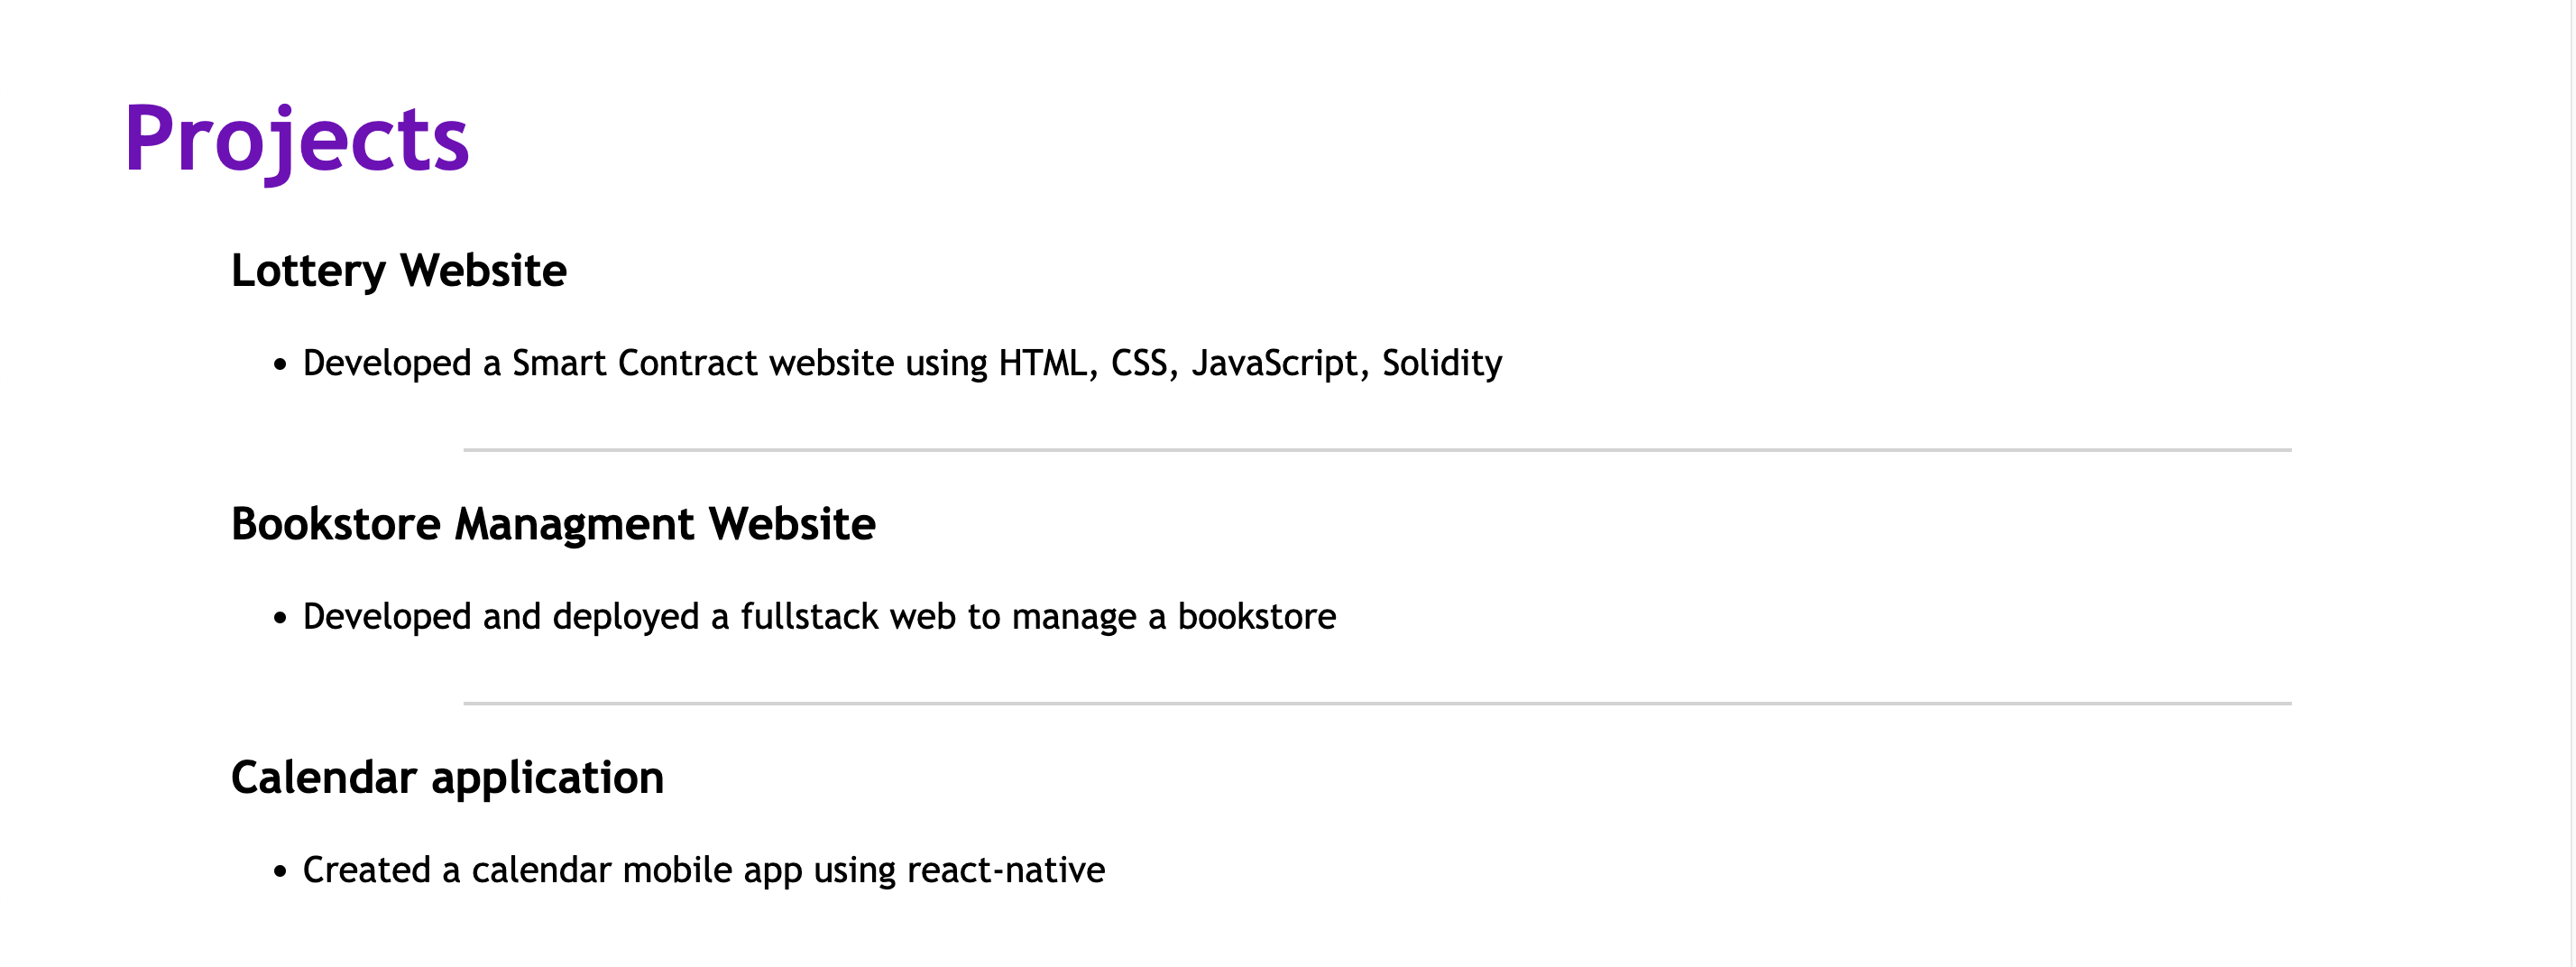 Projects
Lottery Website
• Developed a Smart Contract website using HTML, CSS, JavaScript, Solidity
Bookstore Managment Website
• Developed and deployed a fullstack web to manage a bookstore
Calendar application
• Created a calendar mobile app using react-native